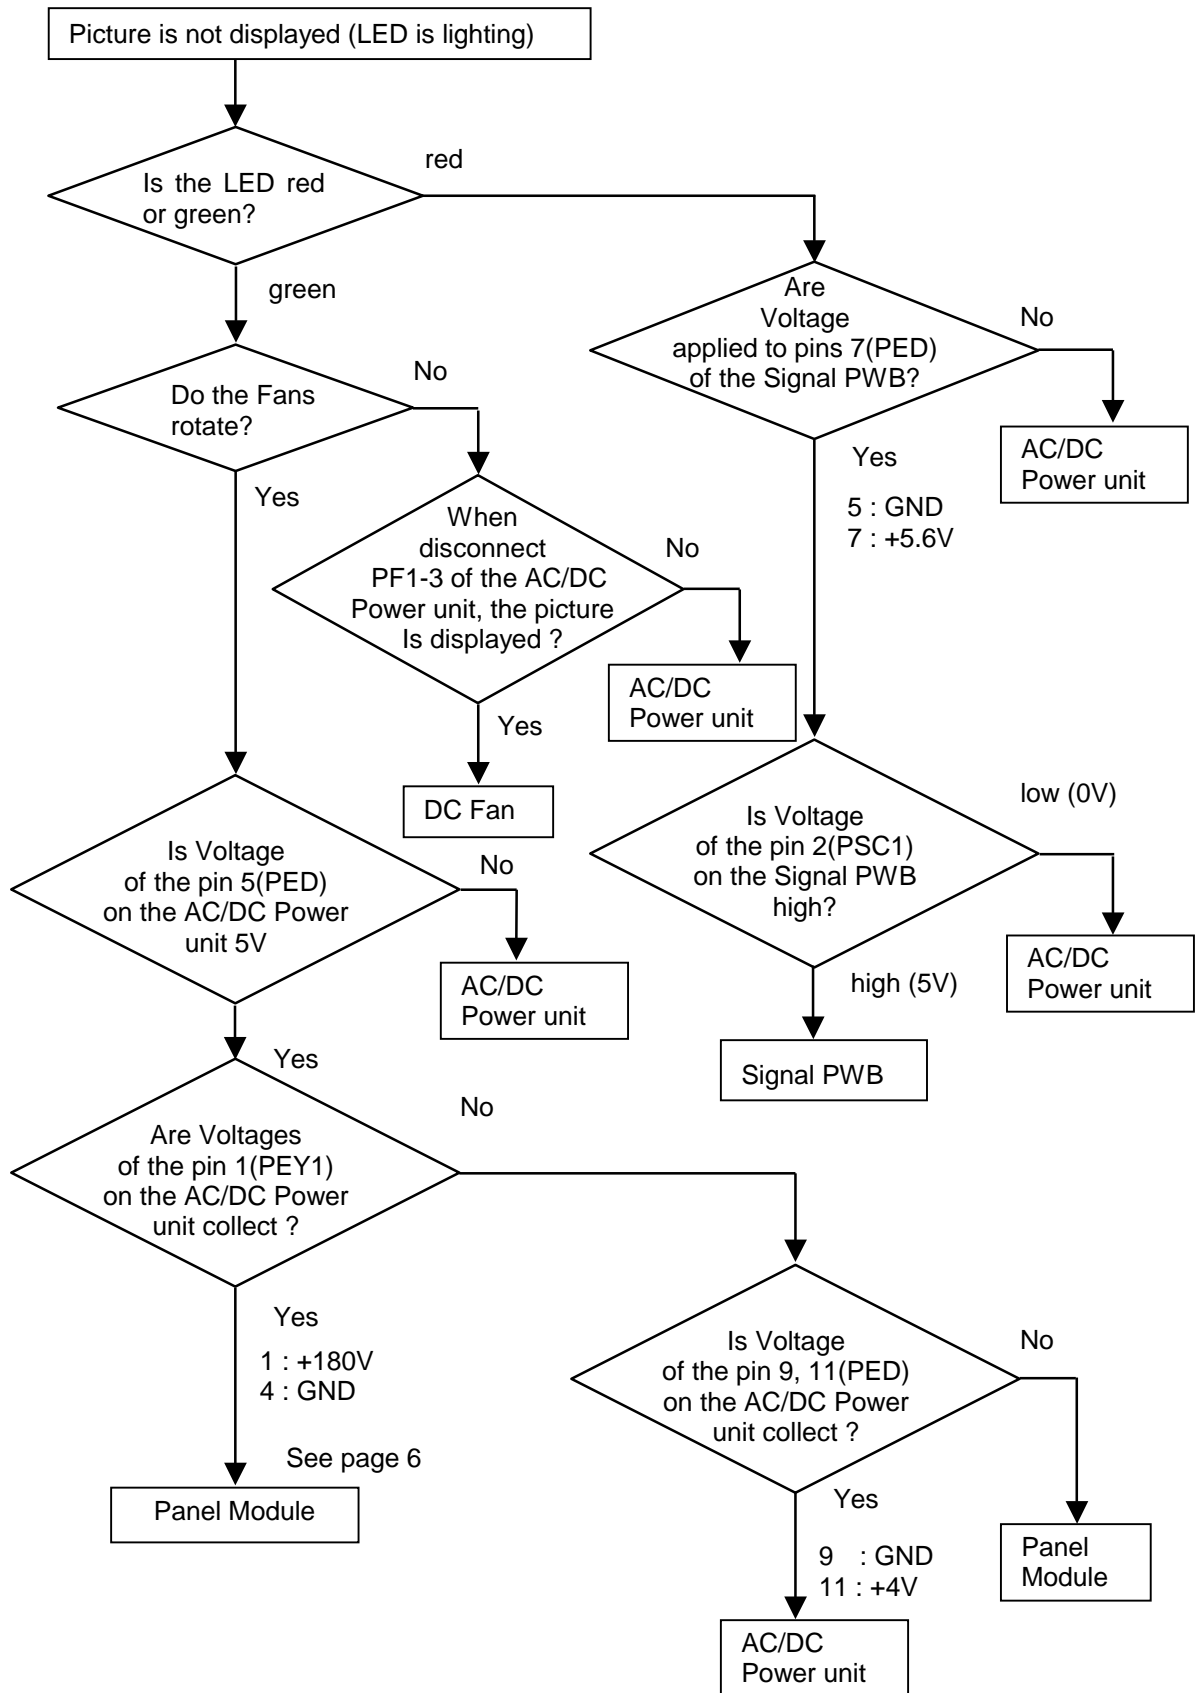 Picture is not displayed (LED is lighting)
Is the LED red
or green?
red
green
Are
Voltage
applied to pins 7(PED)
of the Signal PWB?
No
AC/DC
Power unit
Yes
5 : GND
7 : +5.6V
Do the Fans
rotate?
No
Yes
When
disconnect
PF1-3 of the AC/DC
Power unit, the picture
Is displayed ?
No
AC/DC
Power unit
Yes
DC Fan
Is Voltage
of the pin 2(PSC1)
on the Signal PWB
high?
low (0V)
AC/DC
Power unit
high (5V)
Signal PWB
Is Voltage
of the pin 5(PED)
on the AC/DC Power
unit 5V
No
AC/DC
Power unit
Yes
Are Voltages
of the pin 1(PEY1)
on the AC/DC Power
unit collect ?
No
Yes
1 : +180V
4 : GND
See page 6
Panel Module
Is Voltage
of the pin 9, 11(PED)
on the AC/DC Power
unit collect ?
No
Panel
Module
Yes
9 : GND
11 : +4V
AC/DC
Power unit